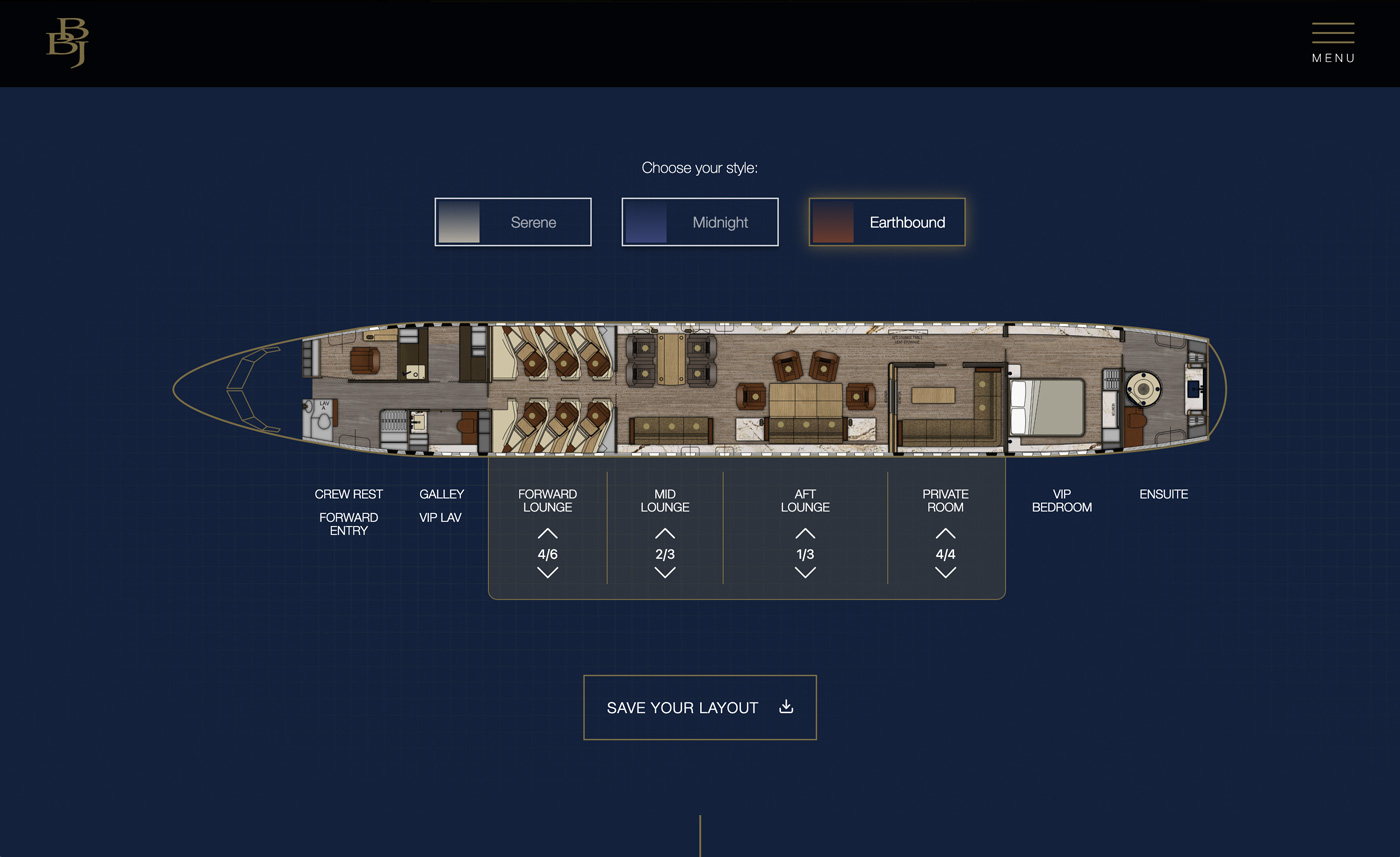 BBJ
MENU
Choose your style:
Serene
Midnight
Earthbound
LAV
A
CREW REST
FORWARD
ENTRY
GALLEY
VIP LAV
FORWARD
LOUNGE
4/6
MID
LOUNGE
2/3
AFT
LOUNGE
1/3
PRIVATE
ROOM
4/4
VIP
BEDROOM
ENSUITE
SAVE YOUR LAYOUT